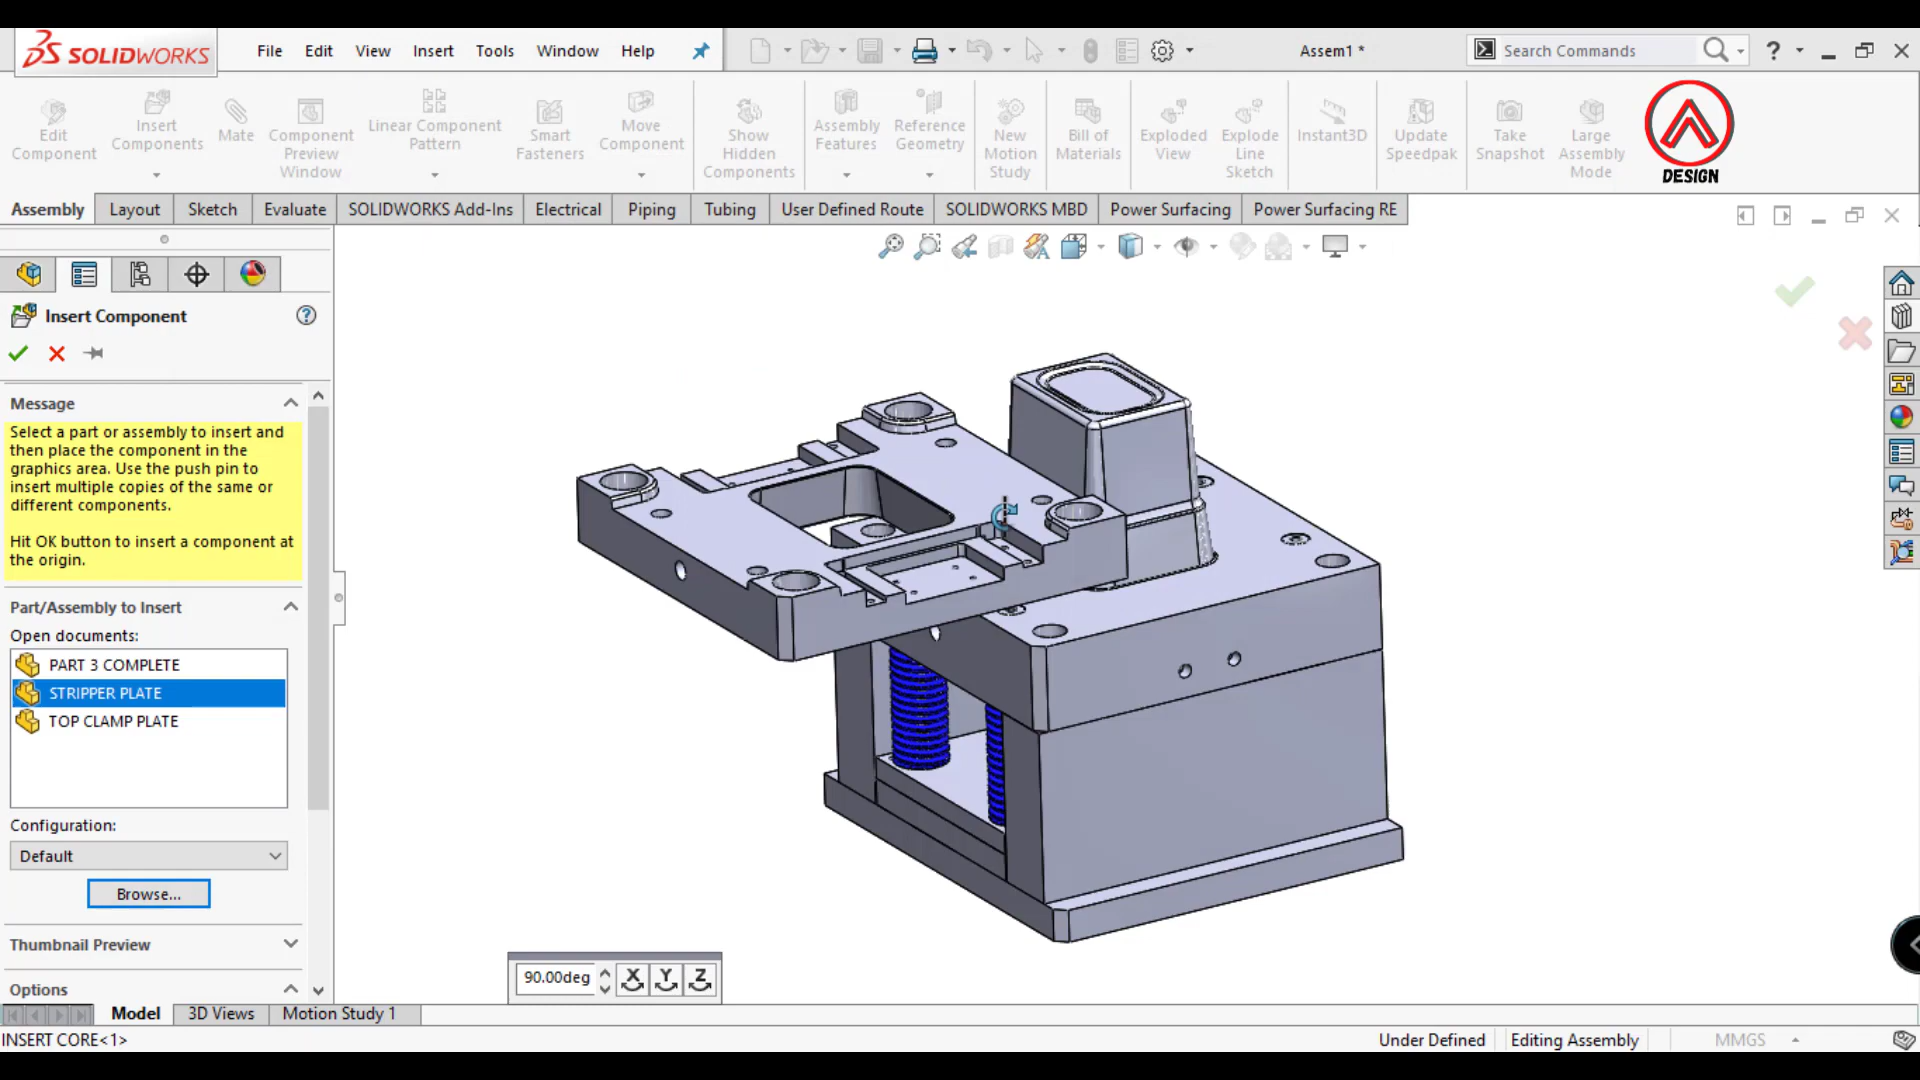 SOLIDWORKS File Edit View Insert Tools Window Help Assem1 * Search Commands ?
Edit Component Insert Components Mate Component Preview Window Linear Component Pattern Smart Fasteners Move Component Show Hidden Components Assembly Features Reference Geometry New Motion Study Bill of Materials Exploded View Explode Line Sketch Instant3D Update Speedpak Take Snapshot Large Assembly Mode
DESIGN
Assembly Layout Sketch Evaluate SOLIDWORKS Add-Ins Electrical Piping Tubing User Defined Route SOLIDWORKS MBD Power Surfacing Power Surfacing RE
Insert Component
Message
Select a part or assembly to insert and
then place the component in the
graphics area. Use the push pin to
insert multiple copies of the same or
different components.
Hit OK button to insert a component at
the origin.
Part/Assembly to Insert
Open documents:
PART 3 COMPLETE
STRIPPER PLATE
TOP CLAMP PLATE
Configuration:
Default
Browse...
Thumbnail Preview
Options
90.00deg X Y Z
Model 3D Views Motion Study 1
INSERT CORE<1> Under Defined Editing Assembly MMGS